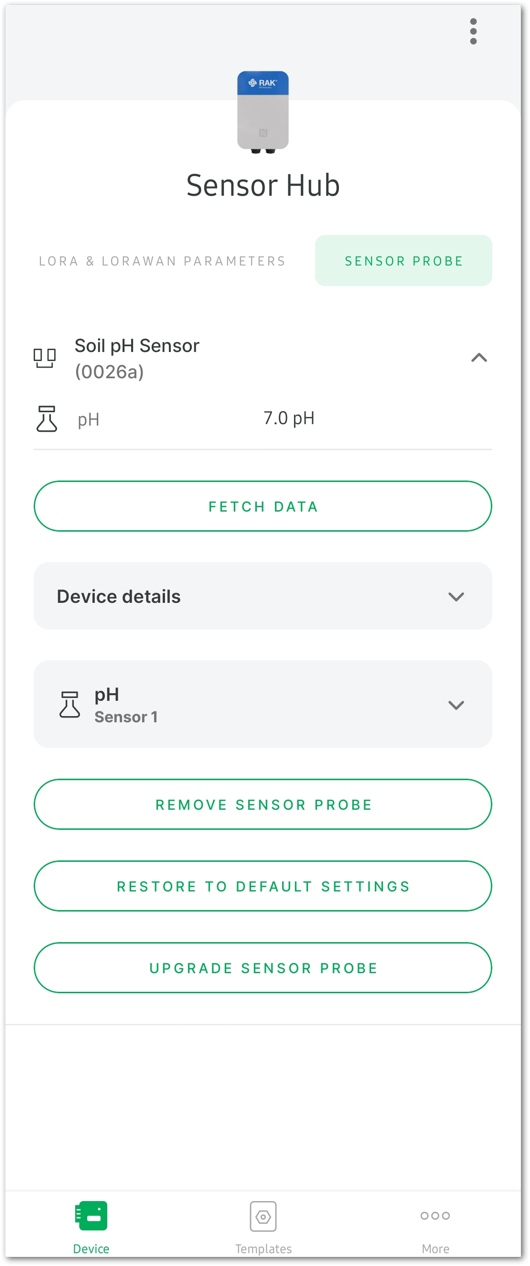 RAK
Sensor Hub
LORA & LORAWAN PARAMETERS
SENSOR PROBE
Soil pH Sensor
(0026a)
pH
7.0 pH
FETCH DATA
Device details
pH
Sensor 1
REMOVE SENSOR PROBE
RESTORE TO DEFAULT SETTINGS
UPGRADE SENSOR PROBE
Device
Templates
More